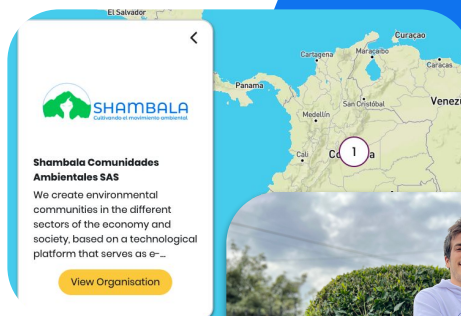 El Salvador
SHAMBALA
Cultivando el movimiento ambiental
Shambala Comunidades
Ambientales SAS
We create environmental
communities in the different
sectors of the economy and
society, based on a technological
platform that serves as e-...
View Organisation
Curaçao
Cartagena
Maracaibo
Caracas
Panama
San Cristóbal
Venezu
Medellín
Cali
Co
1
a